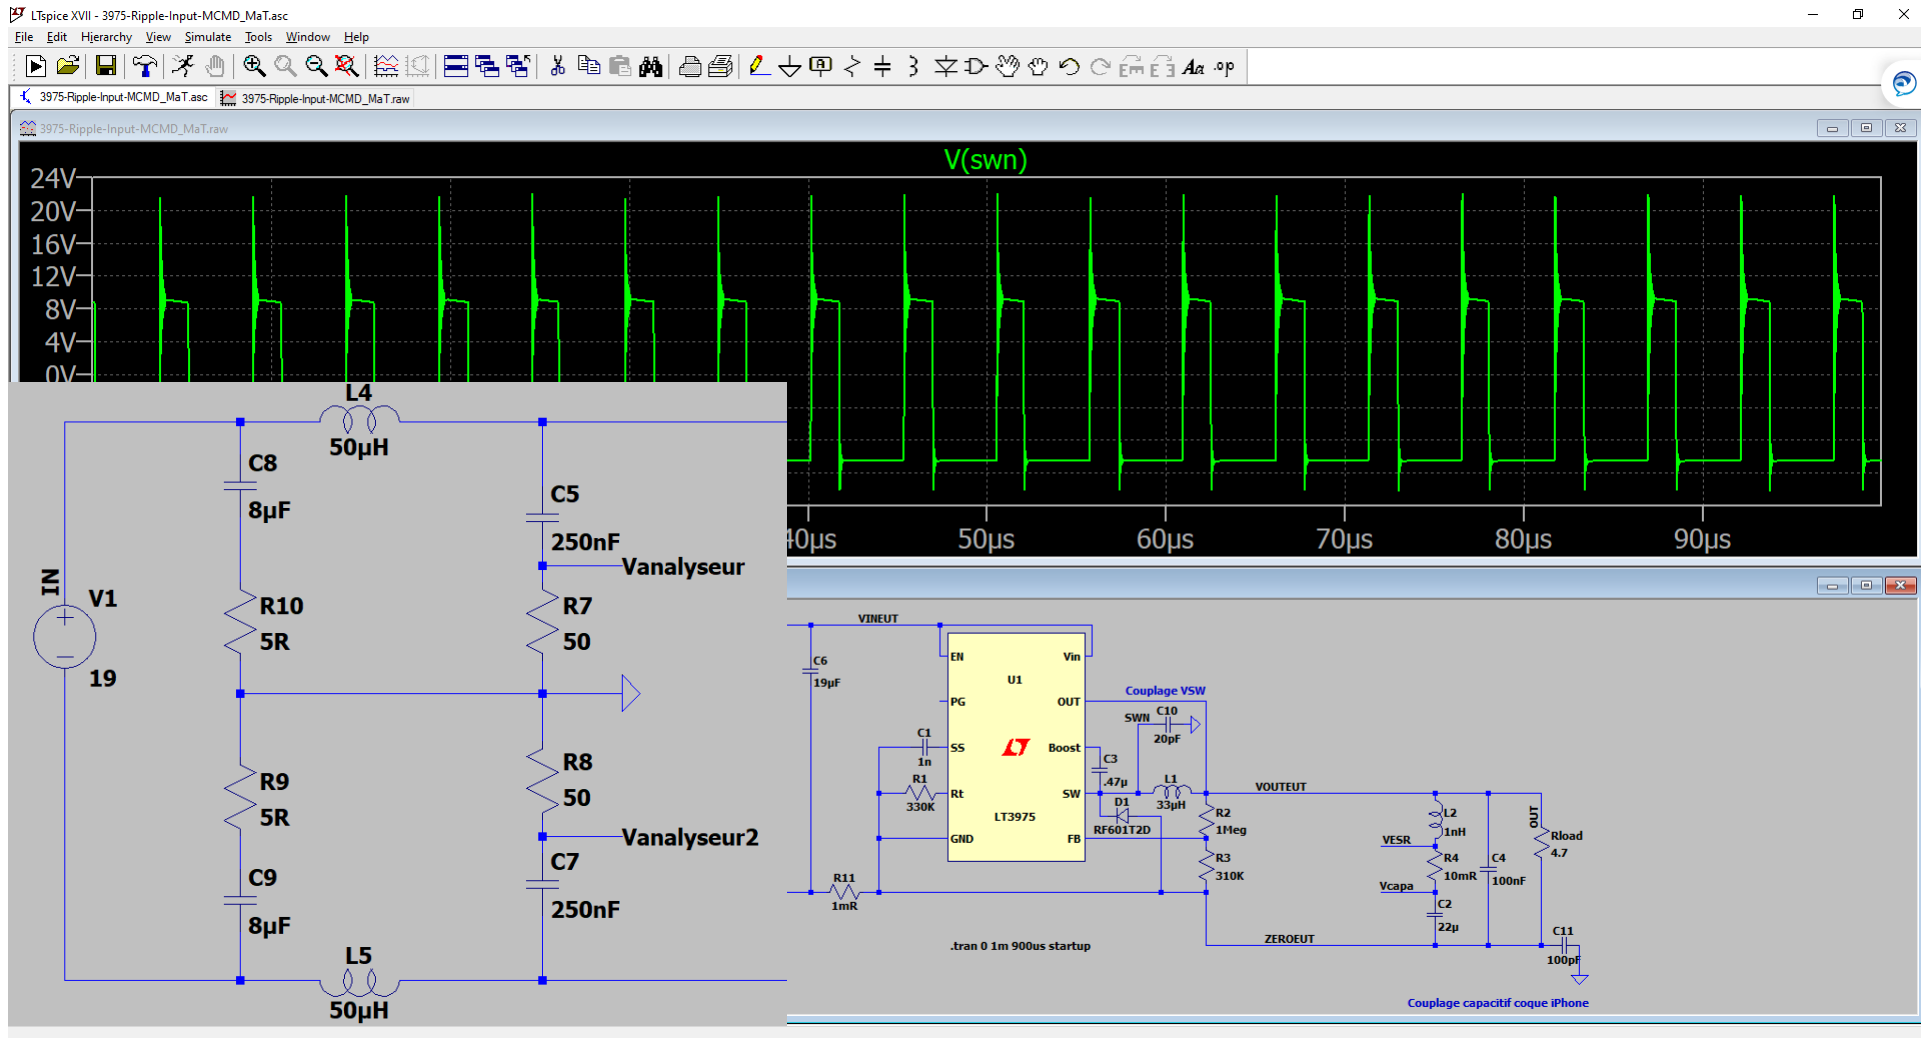 LTspice XVII - 3975-Ripple-Input-MCMD_MaT.asc
File Edit Hierarchy View Simulate Tools Window Help
3975-Ripple-Input-MCMD_MaT.asc 3975-Ripple-Input-MCMD_MaT.raw
3975-Ripple-Input-MCMD_MaT.raw
V(swn)
24V
20V
16V
12V
8V
4V
0V
40µs 50µs 60µs 70µs 80µs 90µs
L4
50µH
C8
8µF
C5
250nF
Vanalyseur
IN
V1
19
R10
5R
R7
50
R9
5R
R8
50
Vanalyseur2
C9
8µF
C7
250nF
L5
50µH
VINEUT
C6
19µF
EN
Vin
U1
PG
OUT
Couplage VSW
SWN
C10
20pF
C1
1n
SS
Boost
C3
.47µ
R1
330K
Rt
SW
L1
33µH
VOUTEUT
D1
RF601T2D
LT3975
GND
FB
R2
1Meg
R3
310K
R11
1mR
L2
1nH
VESR
R4
10mR
Vcapa
C2
22µ
C4
100nF
OUT
Rload
4.7
ZEROEUT
C11
100pF
.tran 0 1m 900us startup
Couplage capacitif coque iPhone